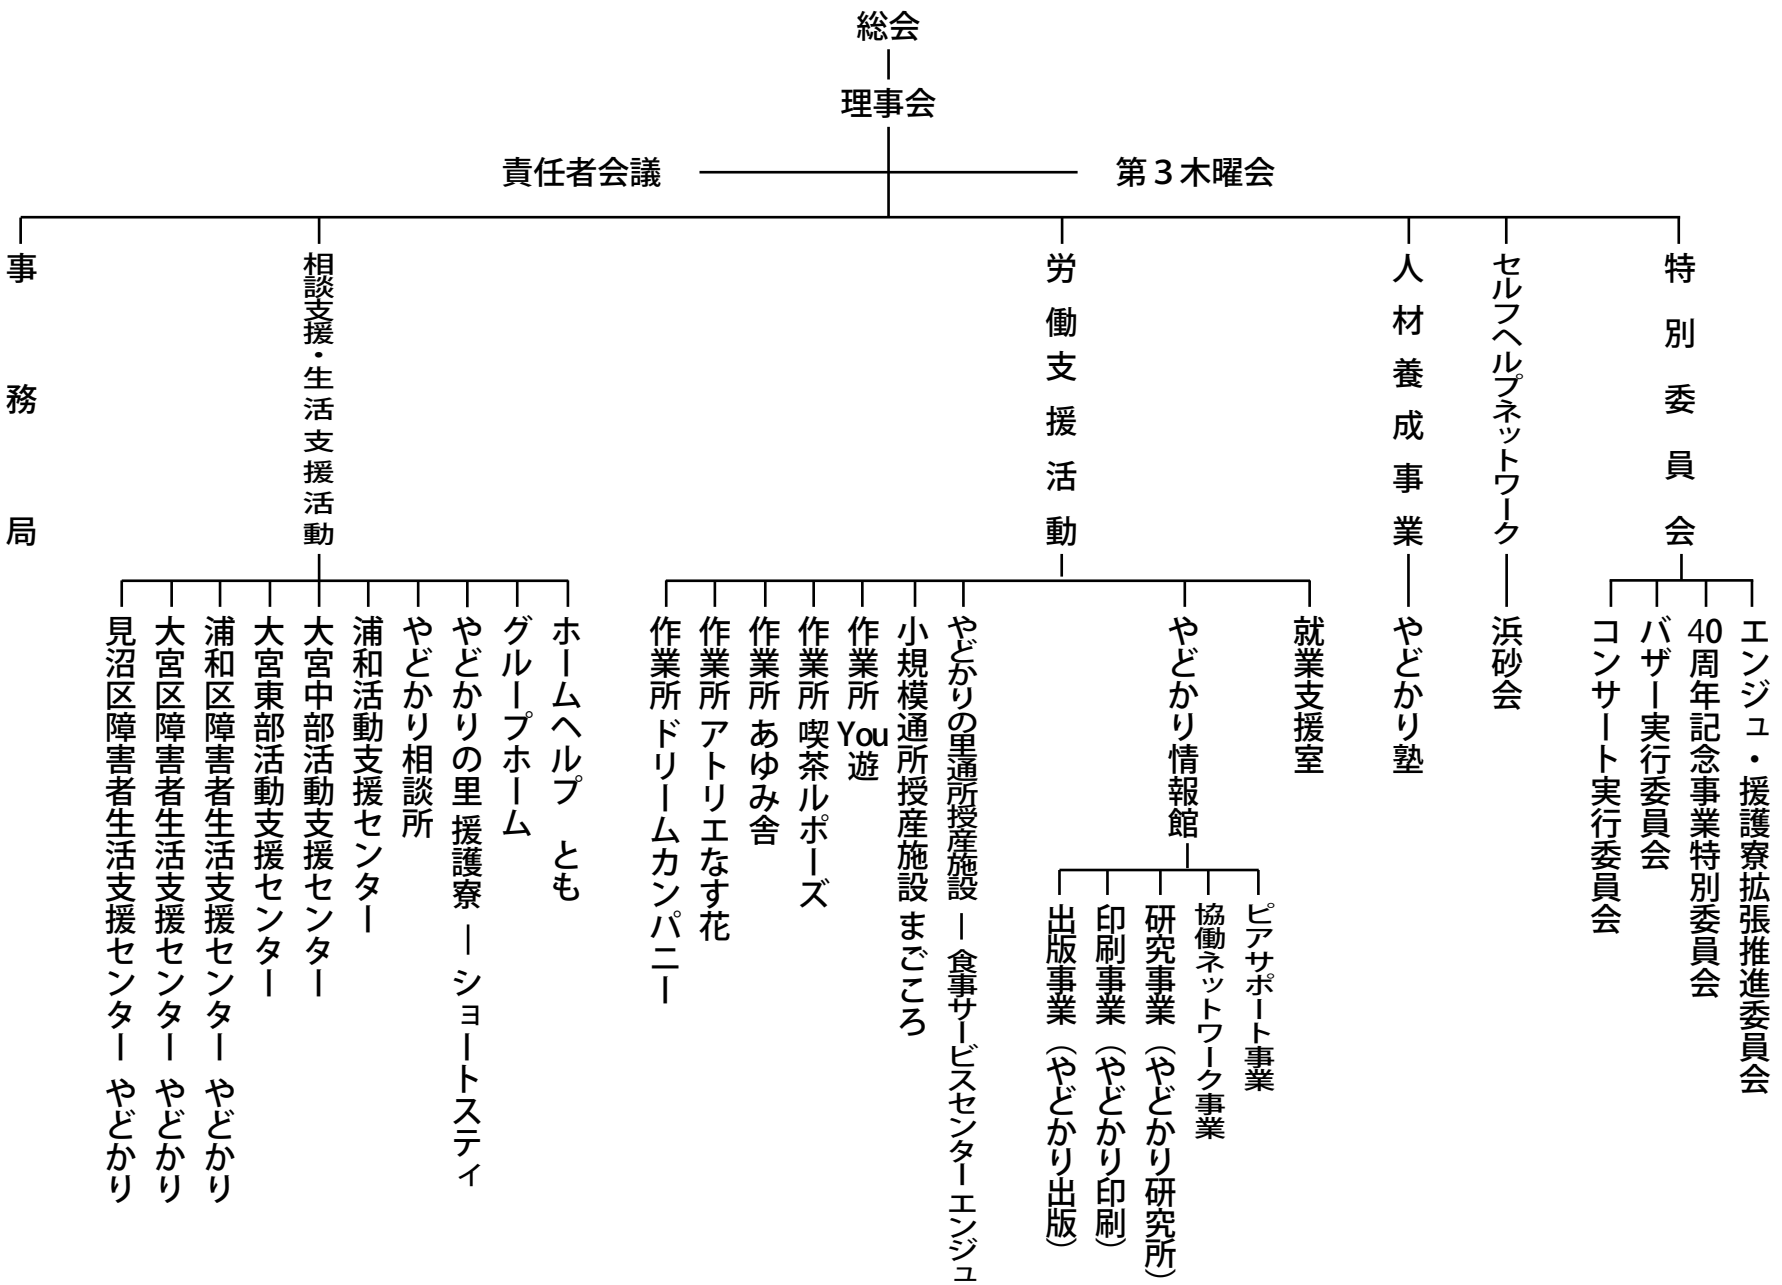 総会
理事会
責任者会議
第３木曜会
事務局
相談支援・生活支援活動
労働支援活動
人材養成事業
セルフヘルプネットワーク
特別委員会
見沼区障害者生活支援センター やどかり
大宮区障害者生活支援センター やどかり
浦和区障害者生活支援センター やどかり
大宮東部活動支援センター
大宮中部活動支援センター
浦和活動支援センター
やどかり相談所
やどかりの里 援護寮 ― ショートスティ
グループホーム
ホームヘルプ とも
作業所 ドリームカンパニー
作業所 アトリエなす花
作業所 あゆみ舎
作業所 喫茶ルポーズ
作業所 You遊
小規模通所授産施設 まごころ
やどかりの里通所授産施設 ― 食事サービスセンター エンジュ
やどかり情報館
出版事業（やどかり出版）
印刷事業（やどかり印刷）
研究事業（やどかり研究所）
協働ネットワーク事業
ピアサポート事業
就業支援室
やどかり塾
浜砂会
コンサート実行委員会
バザー実行委員会
40周年記念事業特別委員会
エンジュ・援護寮拡張推進委員会